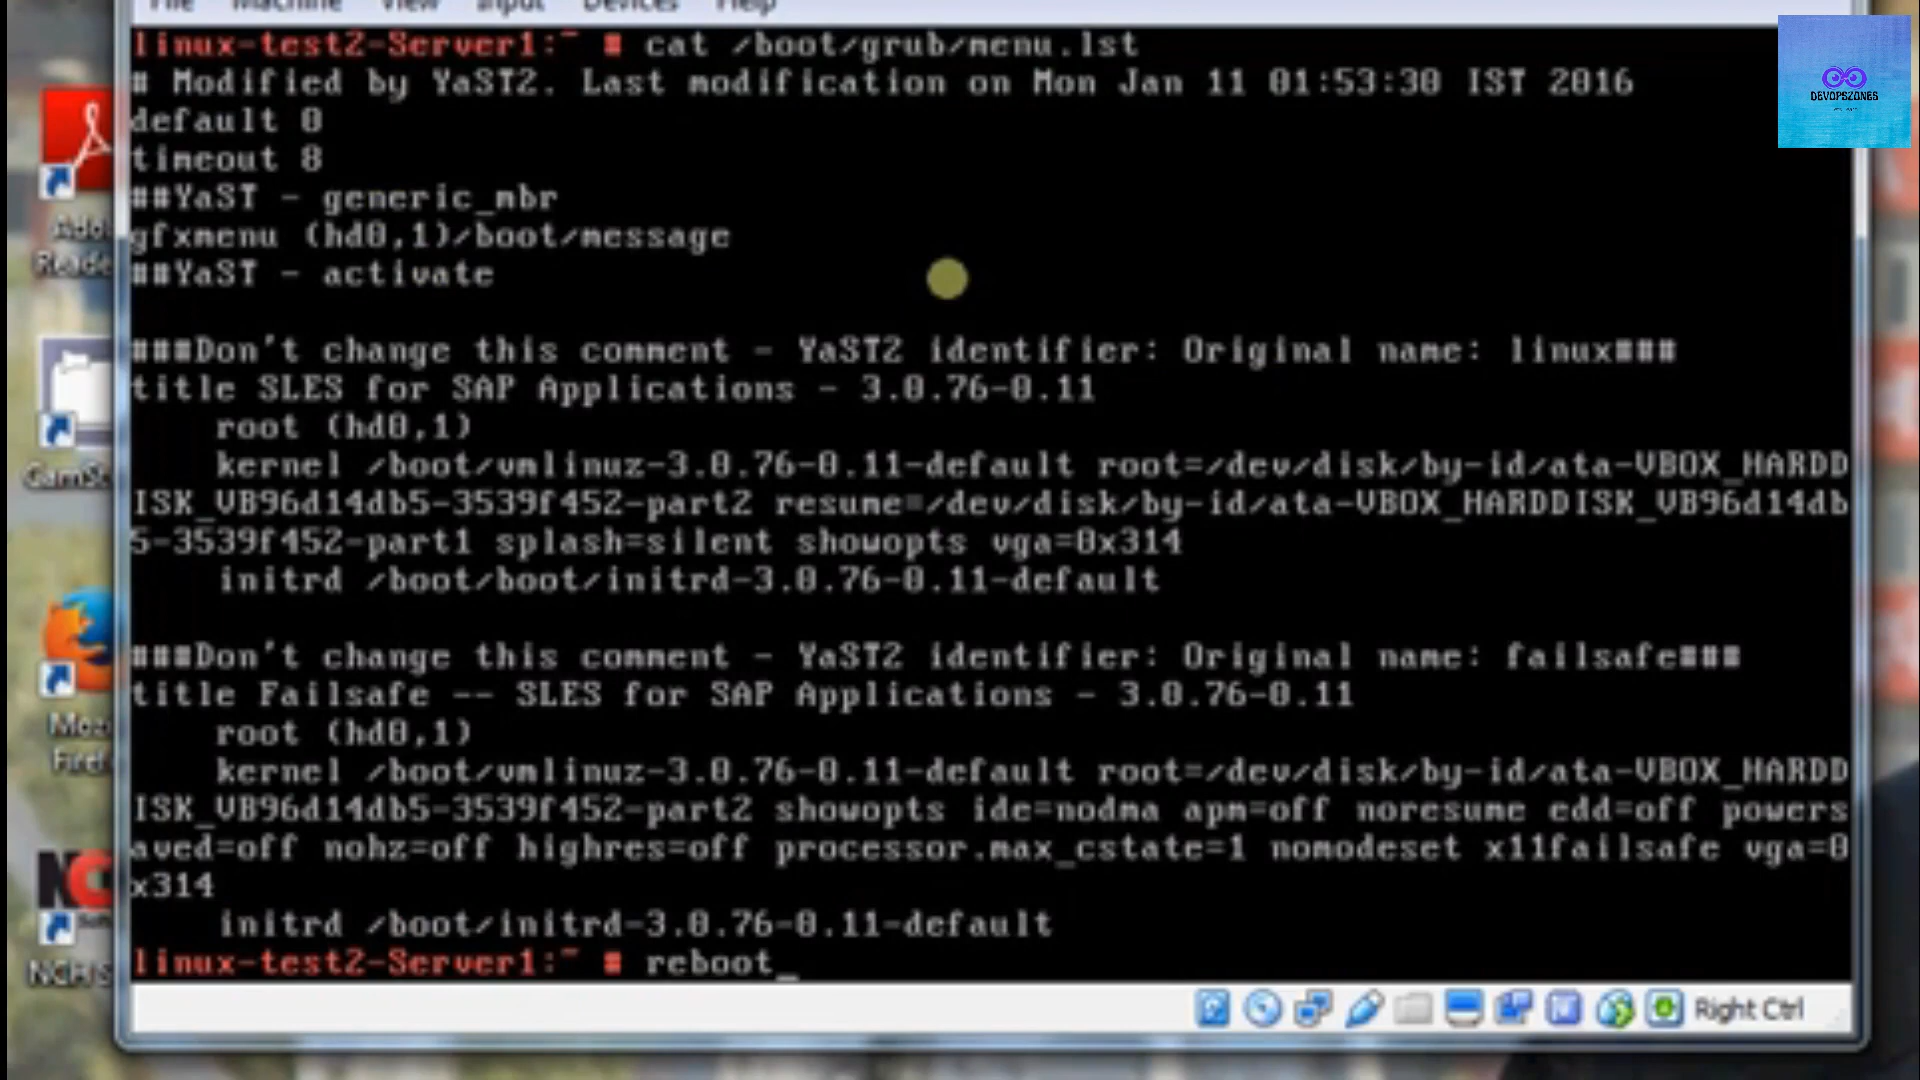 File Machine View Input Devices Help
linux-test2-Server1:~ # cat /boot/grub/menu.lst
# Modified by YaST2. Last modification on Mon Jan 11 01:53:30 IST 2016
default 0
timeout 8
##YaST - generic_mbr
gfxmenu (hd0,1)/boot/message
##YaST - activate
###Don't change this comment - YaST2 identifier: Original name: linux###
title SLES for SAP Applications - 3.0.76-0.11
root (hd0,1)
kernel /boot/vmlinuz-3.0.76-0.11-default root=/dev/disk/by-id/ata-VBOX_HARDD
ISK_VB96d14db5-3539f452-part2 resume=/dev/disk/by-id/ata-VBOX_HARDDISK_VB96d14db
5-3539f452-part1 splash=silent showopts vga=0x314
initrd /boot/boot/initrd-3.0.76-0.11-default
###Don't change this comment - YaST2 identifier: Original name: failsafe###
title Failsafe -- SLES for SAP Applications - 3.0.76-0.11
root (hd0,1)
kernel /boot/vmlinuz-3.0.76-0.11-default root=/dev/disk/by-id/ata-VBOX_HARDD
ISK_VB96d14db5-3539f452-part2 showopts ide=nodma apm=off noresume edd=off powers
aved=off nohz=off highres=off processor.max_cstate=1 nomodeset x11failsafe vga=0
x314
initrd /boot/initrd-3.0.76-0.11-default
linux-test2-Server1:~ # reboot_
Right Ctrl
DEVOPSZONES
Ado
Reade
GamSc
Mozi
Firef
NCH S